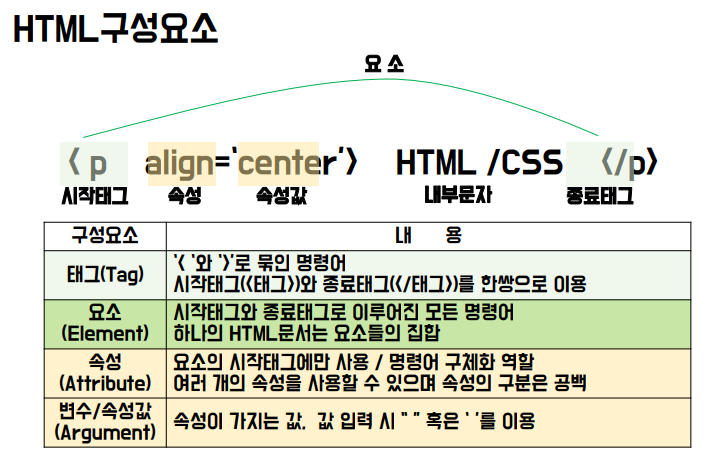 HTML구성요소
요 소
< p align='center'> HTML /CSS </p>
시작태그 속성 속성값 내부문자 종료태그
구성요소 내 용
태그(Tag)
'< '와 '>'로 묶인 명령어
시작태그(<태그>)와 종료태그(</태그>)를 한쌍으로 이용
요소
(Element)
시작태그와 종료태그로 이루어진 모든 명령어
하나의 HTML문서는 요소들의 집합
속성
(Attribute)
요소의 시작태그에만 사용 / 명령어 구체화 역할
여러 개의 속성을 사용할 수 있으며 속성의 구분은 공백
변수/속성값
(Argument)
속성이 가지는 값, 값 입력 시 " " 혹은 ' '를 이용